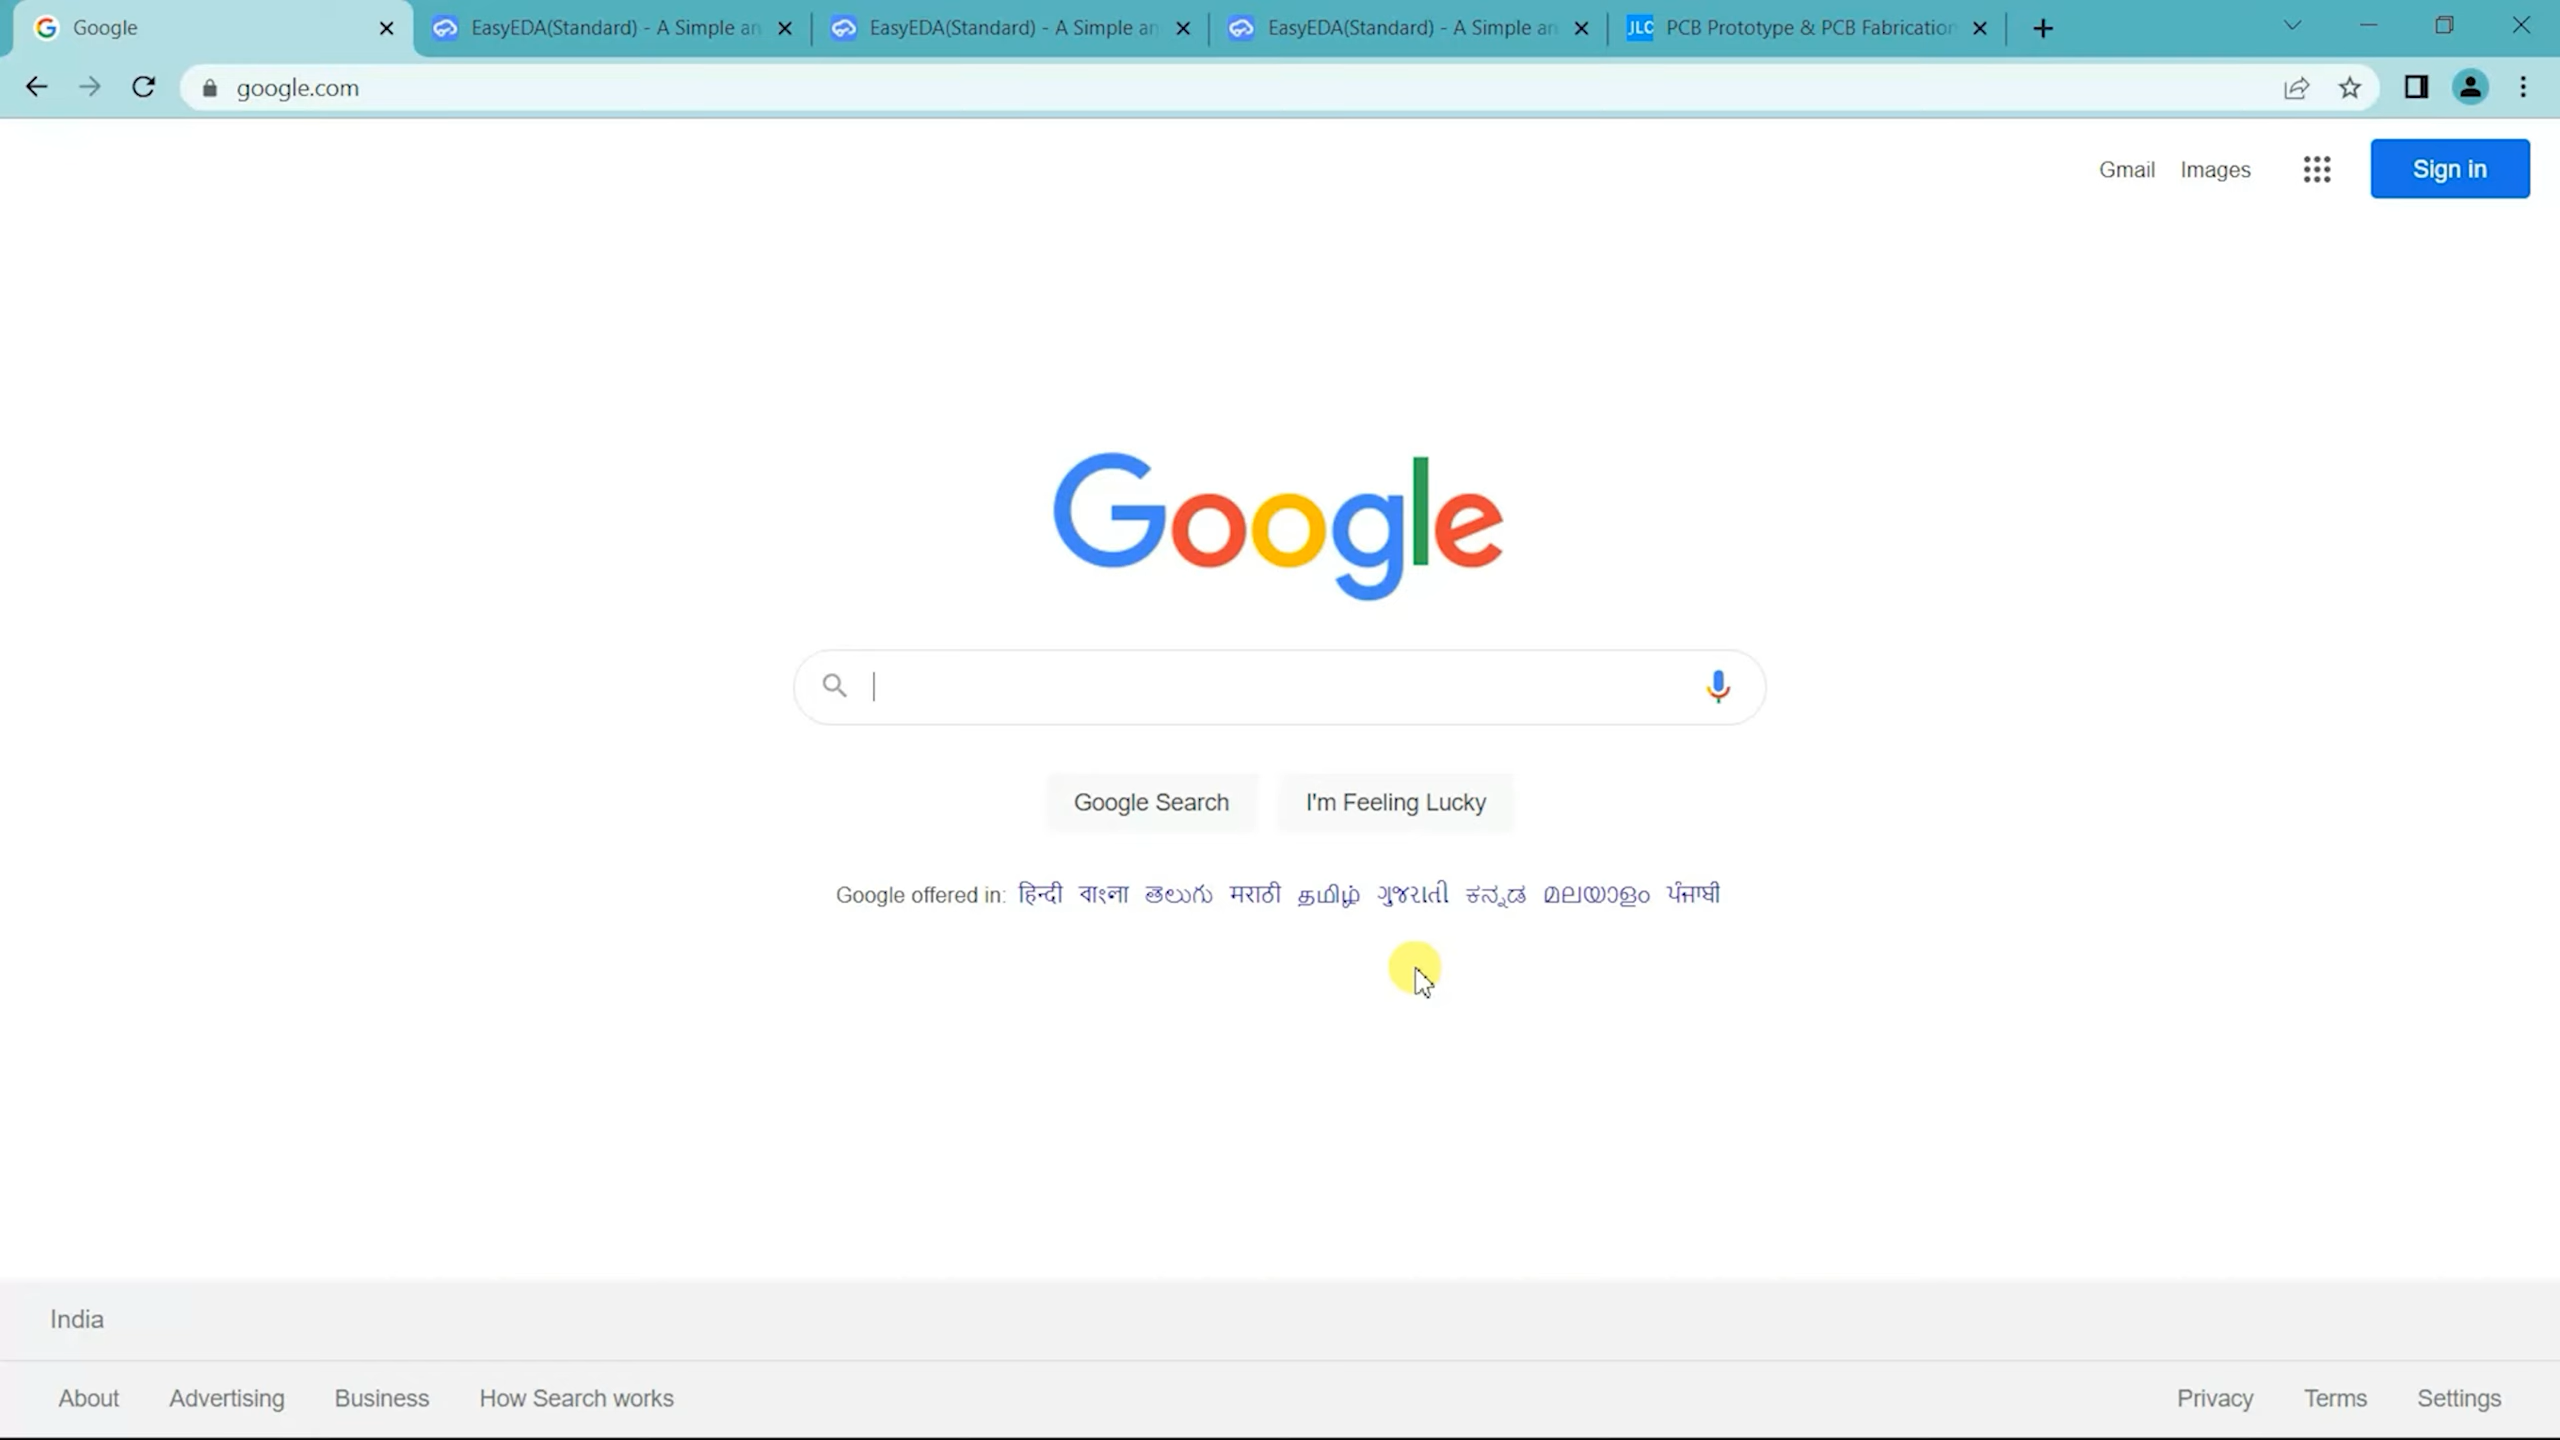 Google
EasyEDA(Standard) - A Simple an
EasyEDA(Standard) - A Simple an
EasyEDA(Standard) - A Simple an
JLC PCB Prototype & PCB Fabrication
google.com
Gmail Images Sign in
Google
Google Search I'm Feeling Lucky
Google offered in: हिन्दी বাংলা తెలుగు मराठी தமிழ் ગુજરાતી ಕನ್ನಡ മലയാളം ਪੰਜਾਬੀ
India
About Advertising Business How Search works Privacy Terms Settings